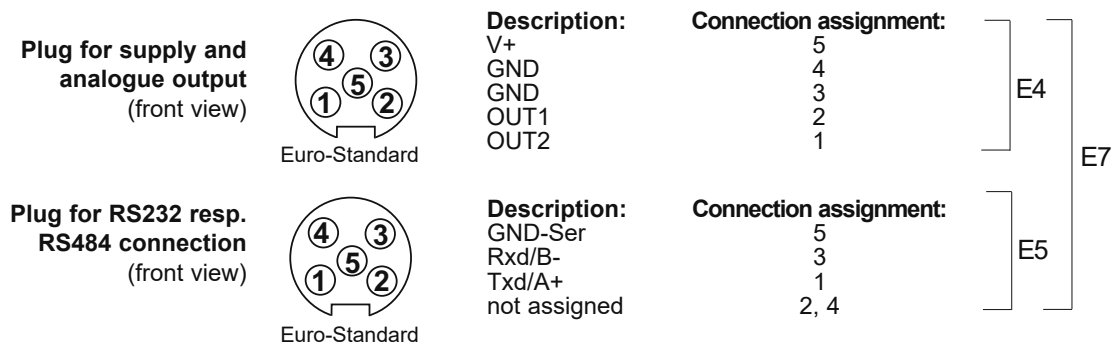 Plug for supply and
analogue output
(front view)
4 3
5
1 2
Euro-Standard
Description: Connection assignment:
V+ 5
GND 4
GND 3
OUT1 2
OUT2 1
E4
E7
Plug for RS232 resp.
RS484 connection
(front view)
4 3
5
1 2
Euro-Standard
Description: Connection assignment:
GND-Ser 5
Rxd/B- 3
Txd/A+ 1
not assigned 2, 4
E5